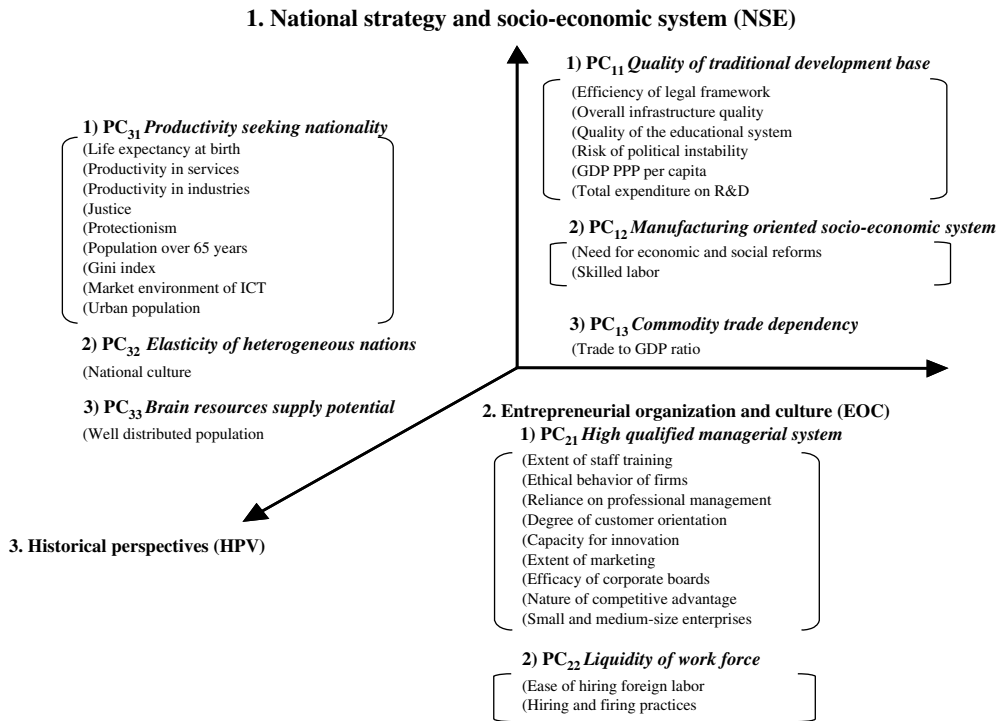 1. National strategy and socio-economic system (NSE)
1) PC11 Quality of traditional development base
(Efficiency of legal framework
(Overall infrastructure quality
(Quality of the educational system
(Risk of political instability
(GDP PPP per capita
(Total expenditure on R&D
2) PC12 Manufacturing oriented socio-economic system
(Need for economic and social reforms
(Skilled labor
3) PC13 Commodity trade dependency
(Trade to GDP ratio
1) PC31 Productivity seeking nationality
(Life expectancy at birth
(Productivity in services
(Productivity in industries
(Justice
(Protectionism
(Population over 65 years
(Gini index
(Market environment of ICT
(Urban population
2) PC32 Elasticity of heterogeneous nations
(National culture
3) PC33 Brain resources supply potential
(Well distributed population
2. Entrepreneurial organization and culture (EOC)
1) PC21 High qualified managerial system
(Extent of staff training
(Ethical behavior of firms
(Reliance on professional management
(Degree of customer orientation
(Capacity for innovation
(Extent of marketing
(Efficacy of corporate boards
(Nature of competitive advantage
(Small and medium-size enterprises
2) PC22 Liquidity of work force
(Ease of hiring foreign labor
(Hiring and firing practices
3. Historical perspectives (HPV)